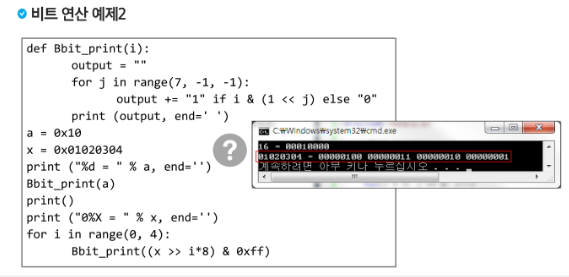 비트 연산 예제2
def Bbit_print(i):
output = ""
for j in range(7, -1, -1):
output += "1" if i & (1 << j) else "0"
print (output, end=' ')
a = 0x10
x = 0x01020304
print ("%d = " % a, end='')
Bbit_print(a)
print()
print ("0%X = " % x, end='')
for i in range(0, 4):
Bbit_print((x >> i*8) & 0xff)
?
C:₩Windows₩system32₩cmd.exe
16 = 00010000
01020304 = 00000100 00000011 00000010 00000001
계속하려면 아무 키나 누르십시오 . . .